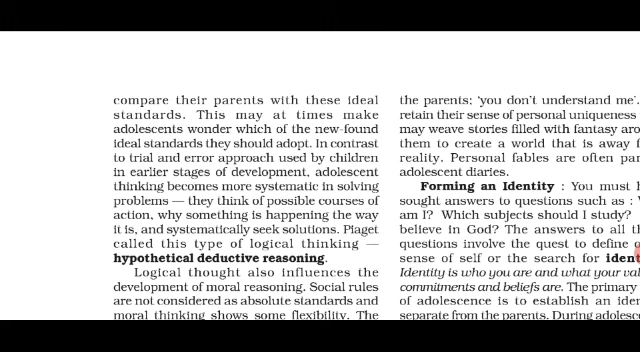 compare their parents with these ideal
standards. This may at times make
adolescents wonder which of the new-found
ideal standards they should adopt. In contrast
to trial and error approach used by children
in earlier stages of development, adolescent
thinking becomes more systematic in solving
problems — they think of possible courses of
action, why something is happening the way
it is, and systematically seek solutions. Piaget
called this type of logical thinking —
hypothetical deductive reasoning.
Logical thought also influences the
development of moral reasoning. Social rules
are not considered as absolute standards and
moral thinking shows some flexibility. The
the parents; 'you don't understand me'.
retain their sense of personal uniqueness
may weave stories filled with fantasy
them to create a world that is away
reality. Personal fables are often
adolescent diaries.
Forming an Identity : You must
sought answers to questions such as :
am I? Which subjects should I study?
believe in God? The answers to all
questions involve the quest to define
sense of self or the search for
Identity is who you are and what your
commitments and beliefs are. The primary
of adolescence is to establish an
separate from the parents. During